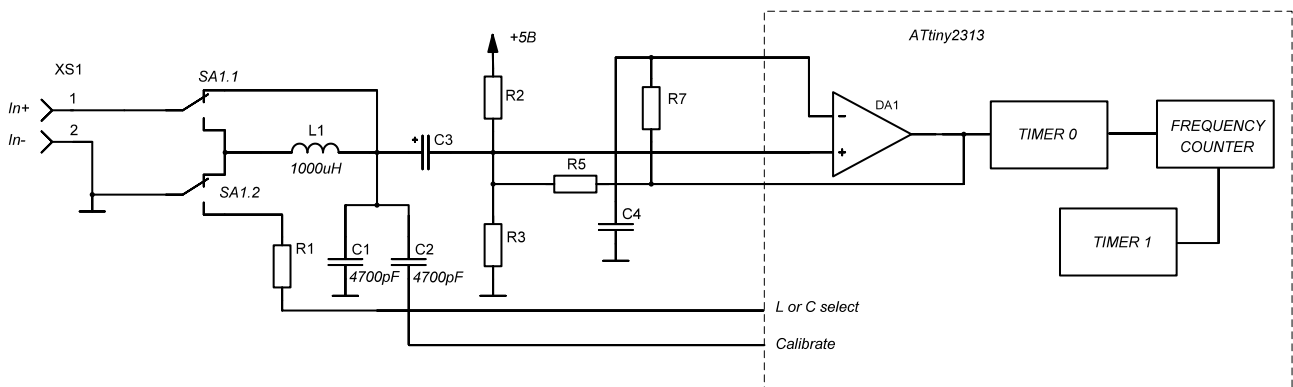 ATtiny2313
+5B
XS1
SA1.1
In+
1
R2
R7
DA1
-
In-
2
L1
+
C3
TIMER 0
FREQUENCY
COUNTER
1000uH
+
R5
SA1.2
C4
R1
C1
C2
R3
TIMER 1
4700pF
4700pF
L or C select
Calibrate